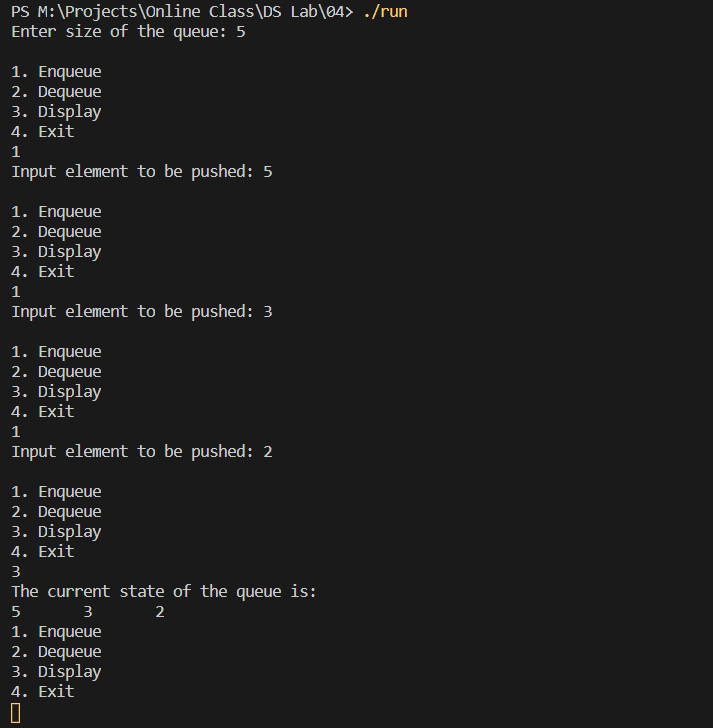 PS M:\Projects\Online Class\DS Lab\04> ./run
Enter size of the queue: 5
1. Enqueue
2. Dequeue
3. Display
4. Exit
1
Input element to be pushed: 5
1. Enqueue
2. Dequeue
3. Display
4. Exit
1
Input element to be pushed: 3
1. Enqueue
2. Dequeue
3. Display
4. Exit
1
Input element to be pushed: 2
1. Enqueue
2. Dequeue
3. Display
4. Exit
3
The current state of the queue is:
5       3       2
1. Enqueue
2. Dequeue
3. Display
4. Exit